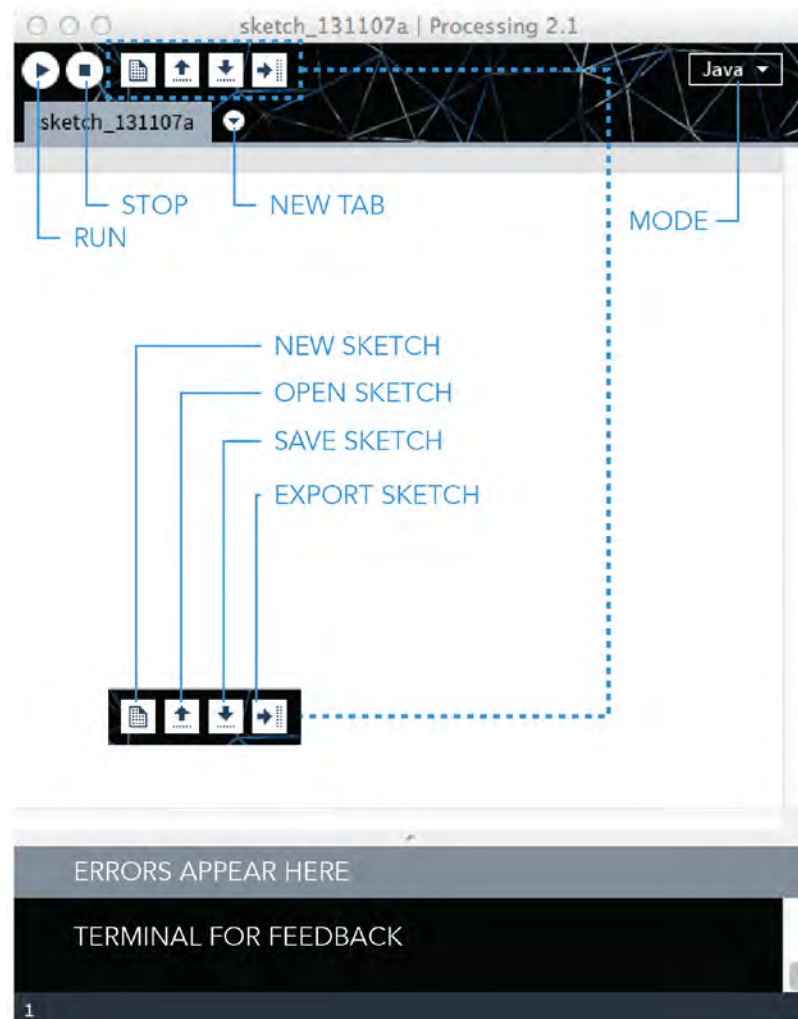 sketch_131107a | Processing 2.1
Java
sketch_131107a
STOP
NEW TAB
RUN
MODE
NEW SKETCH
OPEN SKETCH
SAVE SKETCH
EXPORT SKETCH
ERRORS APPEAR HERE
TERMINAL FOR FEEDBACK
1